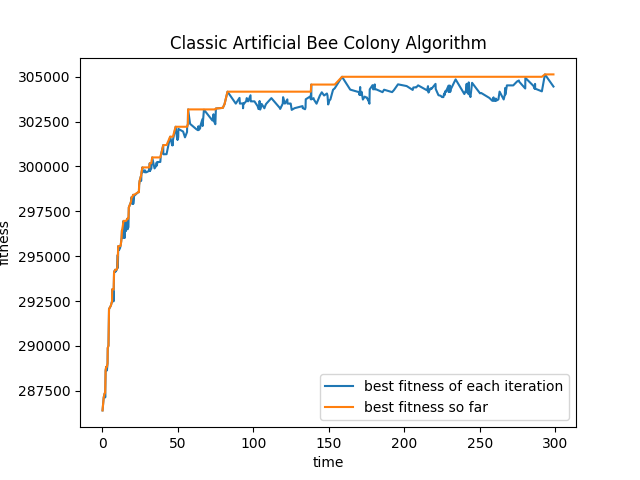 Classic Artificial Bee Colony Algorithm
305000
302500
300000
297500
295000
292500
290000
287500
fitness
0 50 100 150 200 250 300
time
best fitness of each iteration
best fitness so far